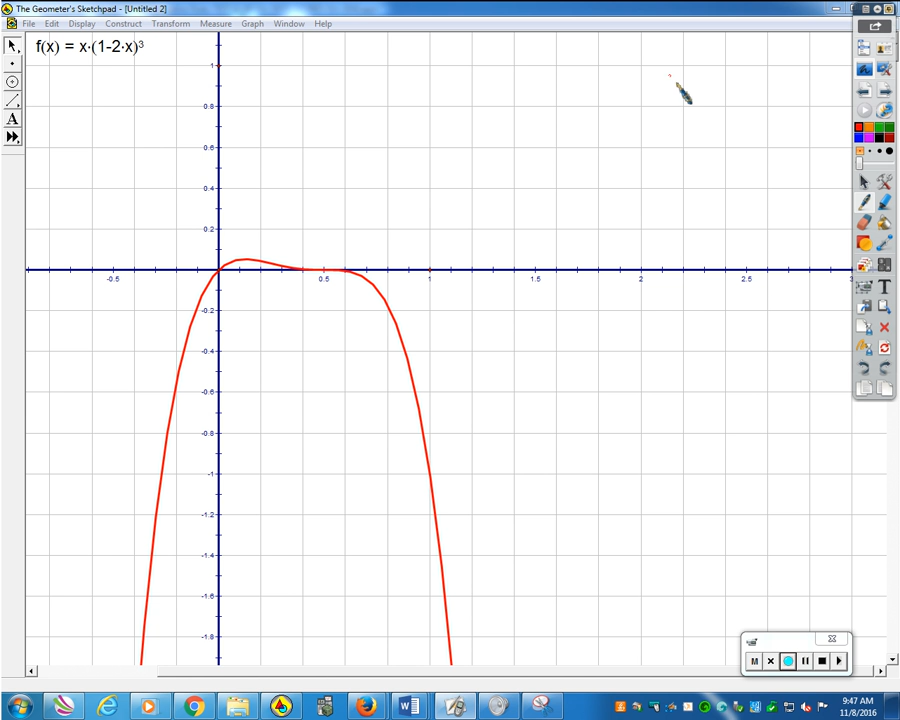 The Geometer's Sketchpad - [Untitled 2]
File Edit Display Construct Transform Measure Graph Window Help
f(x) = x·(1-2·x)³
A
T
1
0.8
0.6
0.4
0.2
-0.5 0.5 1 1.5 2 2.5 3
-0.2
-0.4
-0.6
-0.8
-1
-1.2
-1.4
-1.6
-1.8
M
W
9:47 AM
11/8/2016